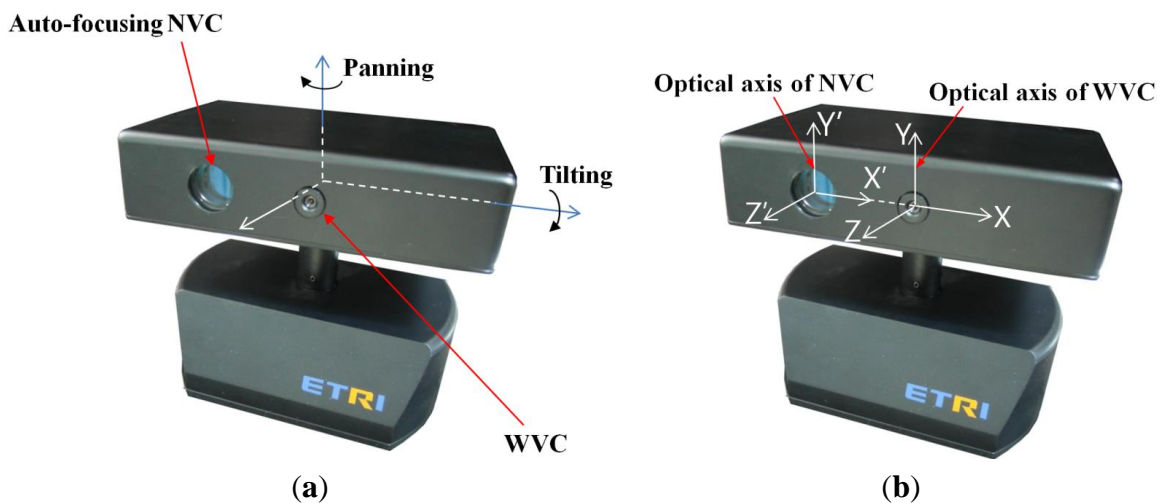 Auto-focusing NVC
Panning
Tilting
ETRI
WVC
(a)
Optical axis of NVC
Optical axis of WVC
Y'
Y
X'
X
Z'
Z
ETRI
(b)